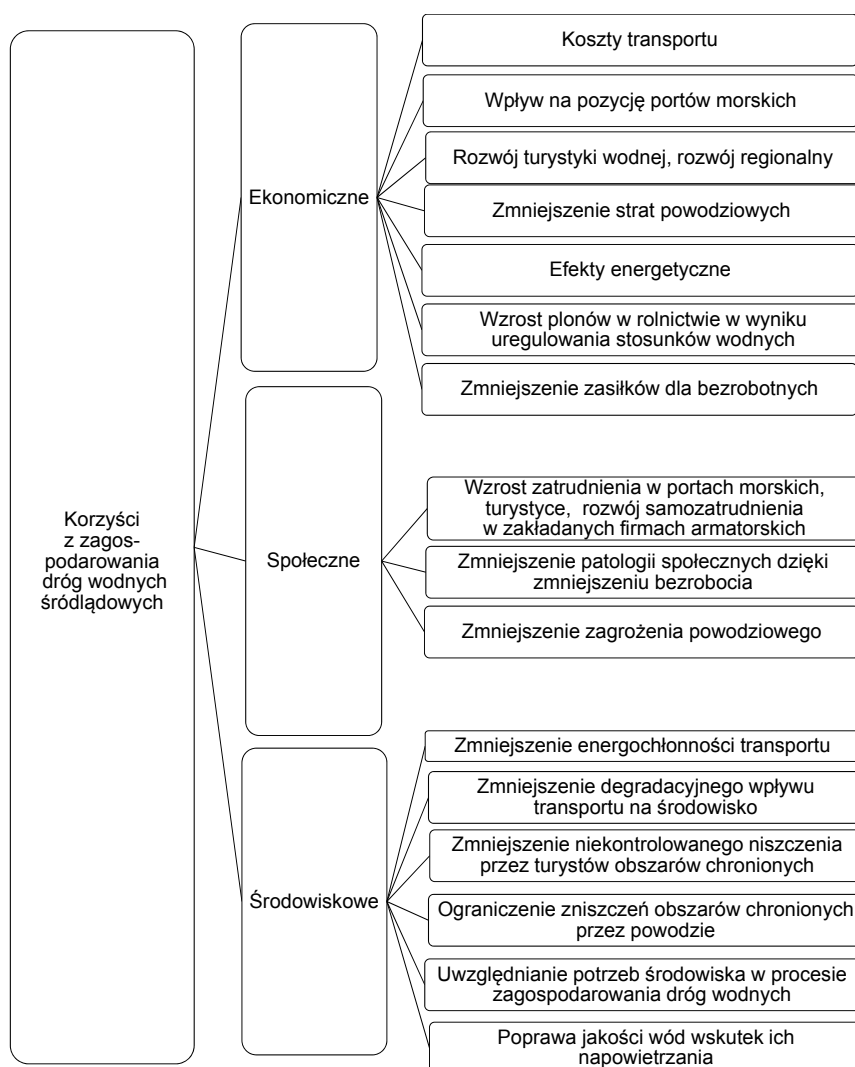 Korzyści
z zagos-
podarowania
dróg wodnych
śródlądowych
Ekonomiczne
Koszty transportu
Wpływ na pozycję portów morskich
Rozwój turystyki wodnej, rozwój regionalny
Zmniejszenie strat powodziowych
Efekty energetyczne
Wzrost plonów w rolnictwie w wyniku
uregulowania stosunków wodnych
Zmniejszenie zasiłków dla bezrobotnych
Społeczne
Wzrost zatrudnienia w portach morskich,
turystyce, rozwój samozatrudnienia
w zakładanych firmach armatorskich
Zmniejszenie patologii społecznych dzięki
zmniejszeniu bezrobocia
Zmniejszenie zagrożenia powodziowego
Środowiskowe
Zmniejszenie energochłonności transportu
Zmniejszenie degradacyjnego wpływu
transportu na środowisko
Zmniejszenie niekontrolowanego niszczenia
przez turystów obszarów chronionych
Ograniczenie zniszczeń obszarów chronionych
przez powodzie
Uwzględnianie potrzeb środowiska w procesie
zagospodarowania dróg wodnych
Poprawa jakości wód wskutek ich
napowietrzania